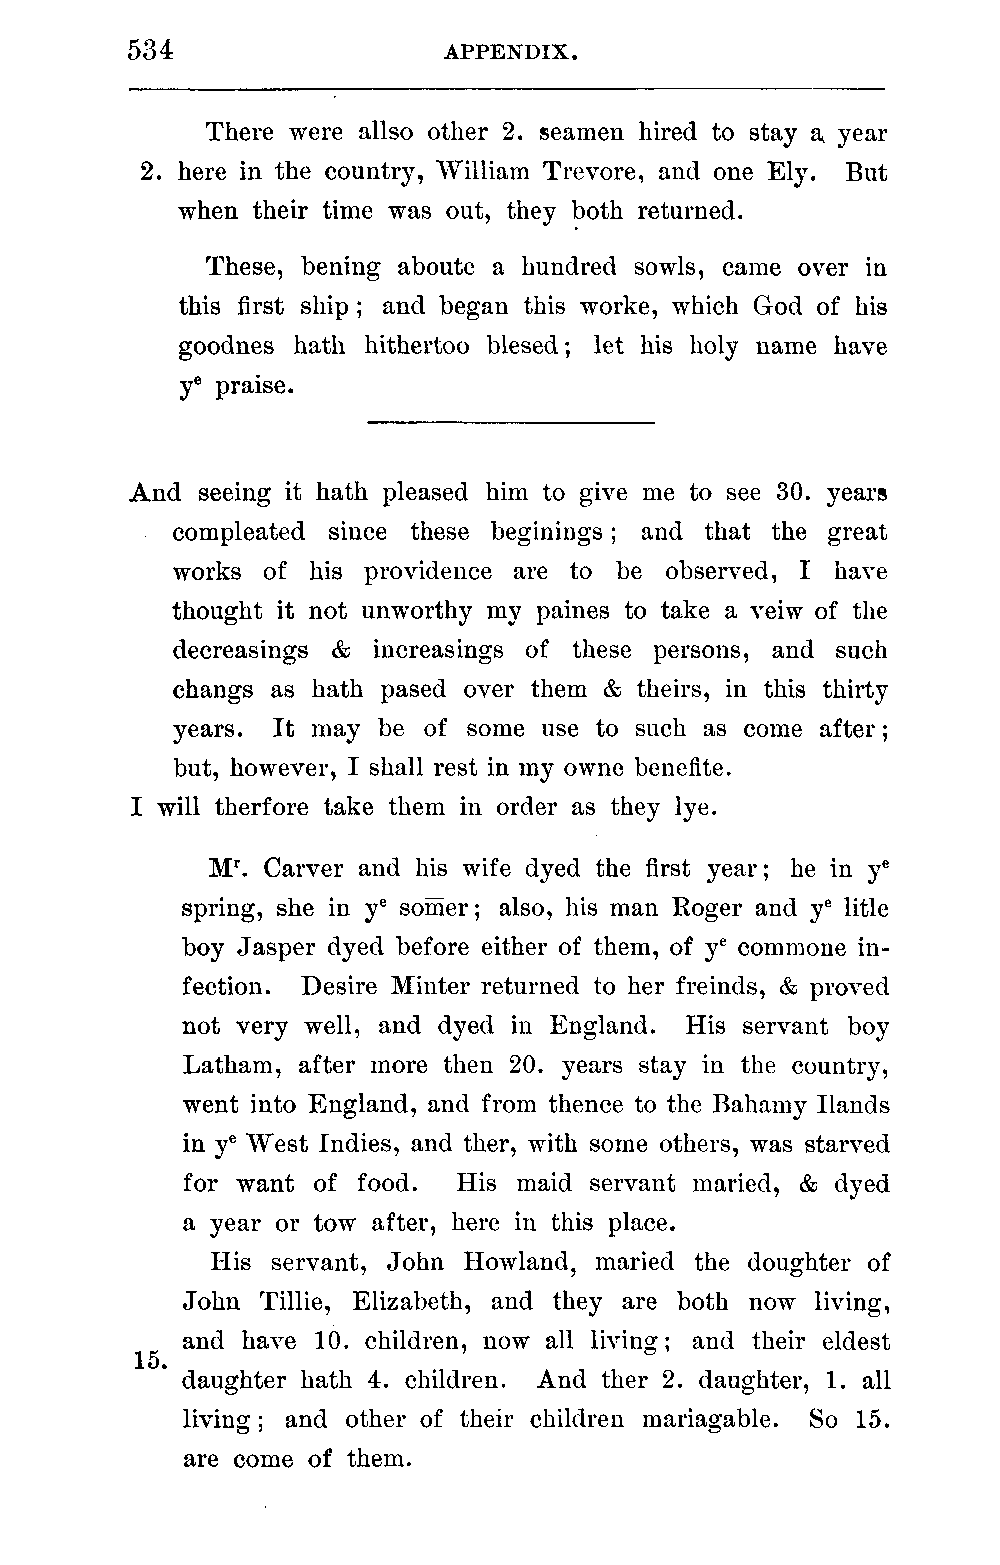 534 APPENDIX.
There were allso other 2. seamen hired to stay a year
2. here in the country, William Trevore, and one Ely. But
when their time was out, they both returned.
These, bening aboute a hundred sowls, came over in
this first ship; and began this worke, which God of his
goodnes hath hithertoo blesed; let his holy name have
yᵉ praise.
And seeing it hath pleased him to give me to see 30. years
compleated since these beginings; and that the great
works of his providence are to be observed, I have
thought it not unworthy my paines to take a veiw of the
decreasings & increasings of these persons, and such
changs as hath pased over them & theirs, in this thirty
years. It may be of some use to such as come after;
but, however, I shall rest in my owne benefite.
I will therfore take them in order as they lye.
Mʳ. Carver and his wife dyed the first year; he in yᵉ
spring, she in yᵉ som̅er; also, his man Roger and yᵉ litle
boy Jasper dyed before either of them, of yᵉ commone in-
fection. Desire Minter returned to her freinds, & proved
not very well, and dyed in England. His servant boy
Latham, after more then 20. years stay in the country,
went into England, and from thence to the Bahamy Ilands
in yᵉ West Indies, and ther, with some others, was starved
for want of food. His maid servant maried, & dyed
a year or tow after, here in this place.
His servant, John Howland, maried the doughter of
John Tillie, Elizabeth, and they are both now living,
and have 10. children, now all living; and their eldest
15.
daughter hath 4. children. And ther 2. daughter, 1. all
living; and other of their children mariagable. So 15.
are come of them.